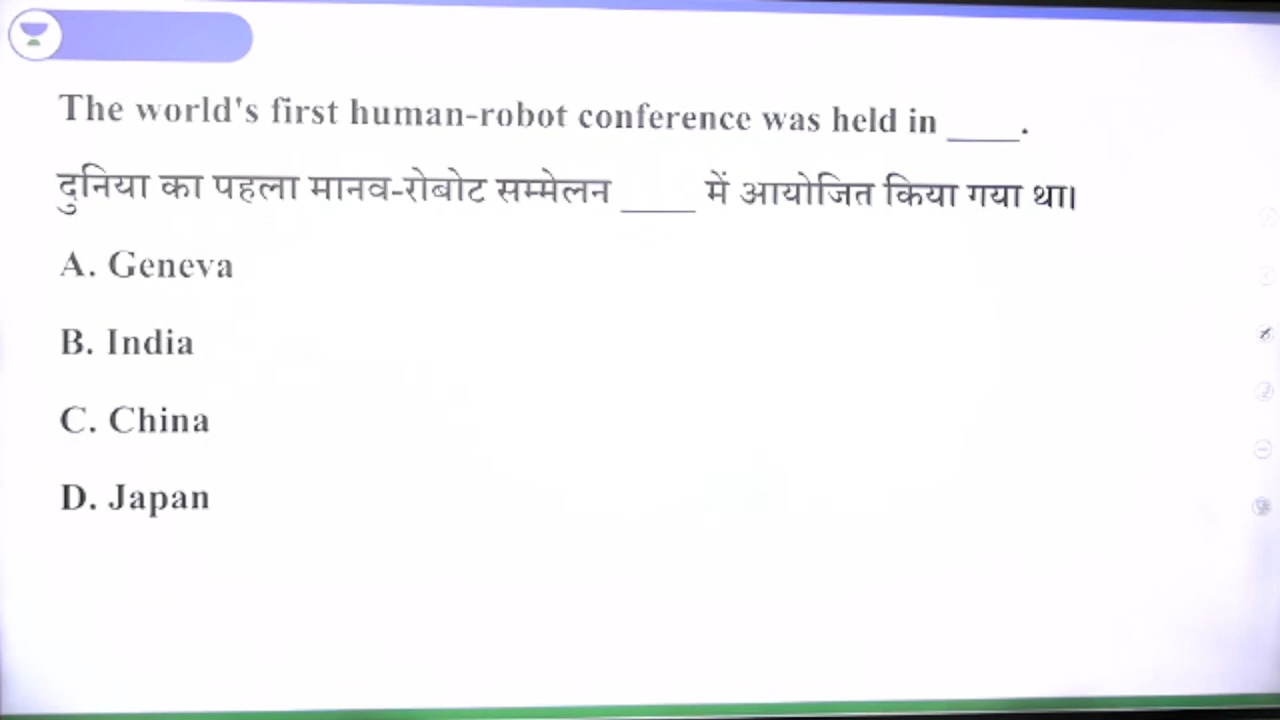 The world's first human-robot conference was held in ____.
दुनिया का पहला मानव-रोबोट सम्मेलन ____ में आयोजित किया गया था।
A. Geneva
B. India
C. China
D. Japan